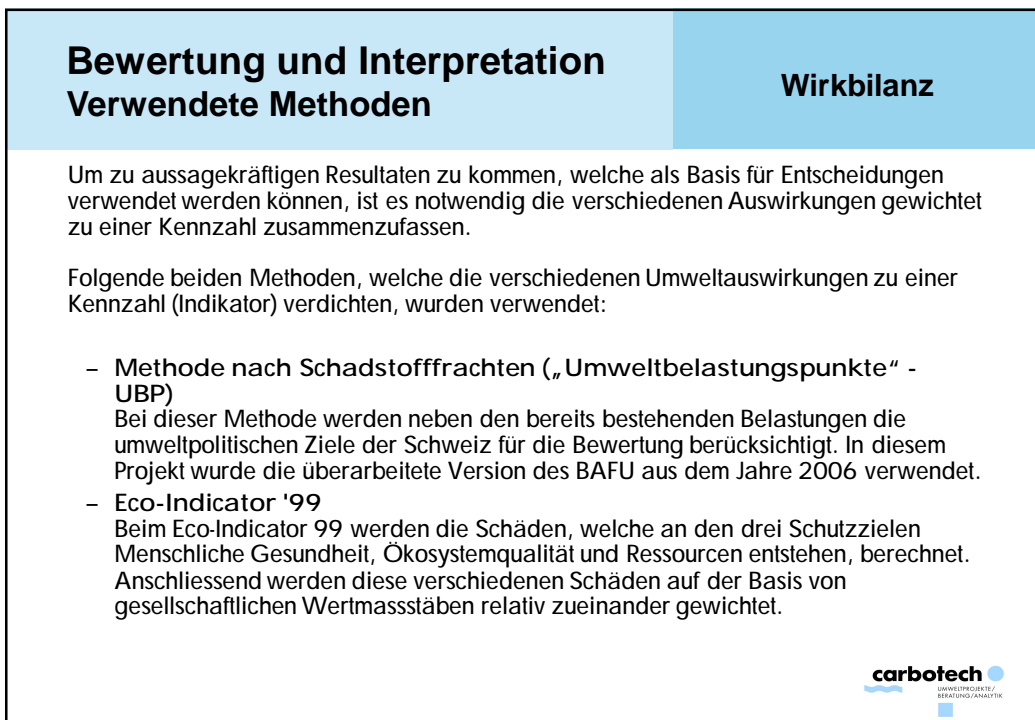 Bewertung und Interpretation
Verwendete Methoden
Wirkbilanz
Um zu aussagekräftigen Resultaten zu kommen, welche als Basis für Entscheidungen
verwendet werden können, ist es notwendig die verschiedenen Auswirkungen gewichtet
zu einer Kennzahl zusammenzufassen.
Folgende beiden Methoden, welche die verschiedenen Umweltauswirkungen zu einer
Kennzahl (Indikator) verdichten, wurden verwendet:
– Methode nach Schadstofffrachten („Umweltbelastungspunkte“ -
UBP)
Bei dieser Methode werden neben den bereits bestehenden Belastungen die
umweltpolitischen Ziele der Schweiz für die Bewertung berücksichtigt. In diesem
Projekt wurde die überarbeitete Version des BAFU aus dem Jahre 2006 verwendet.
– Eco-Indicator '99
Beim Eco-Indicator 99 werden die Schäden, welche an den drei Schutzzielen
Menschliche Gesundheit, Ökosystemqualität und Ressourcen entstehen, berechnet.
Anschliessend werden diese verschiedenen Schäden auf der Basis von
gesellschaftlichen Wertmassstäben relativ zueinander gewichtet.
carbotech
UMWELTPROJEKTE/
BERATUNG/ANALYTIK